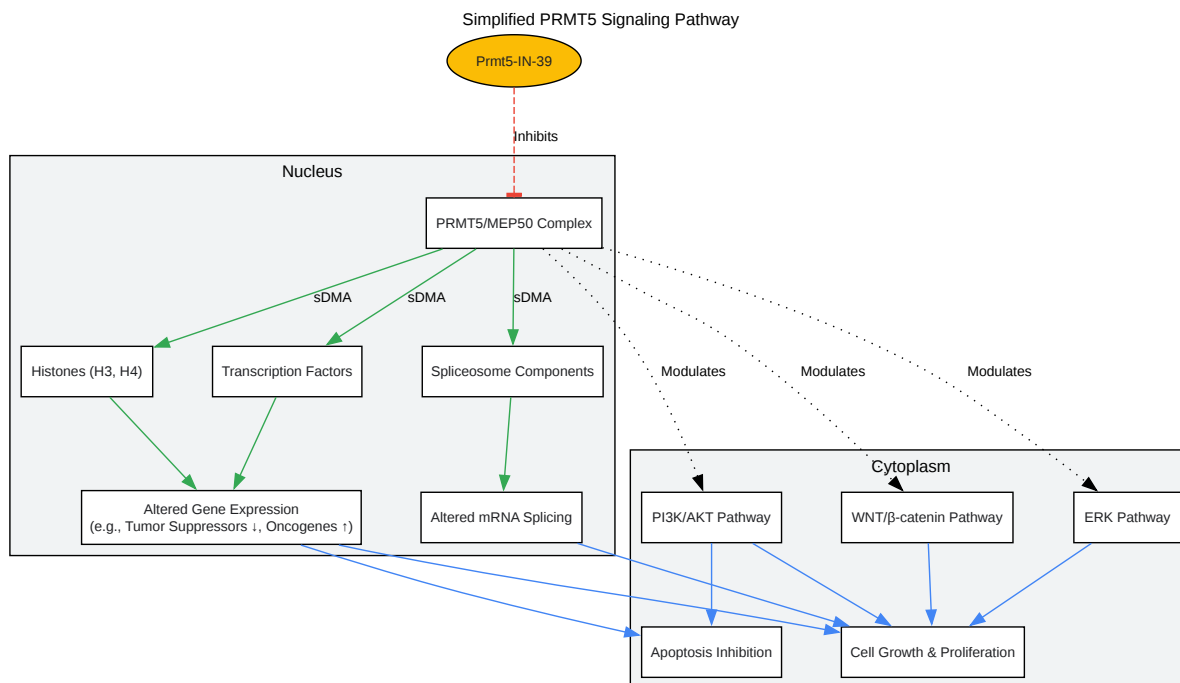 Simplified PRMT5 Signaling Pathway
Prmt5-IN-39
Inhibits
Nucleus
PRMT5/MEP50 Complex
sDMA
sDMA
sDMA
Histones (H3, H4)
Transcription Factors
Spliceosome Components
Modulates
Modulates
Modulates
Cytoplasm
Altered Gene Expression
(e.g., Tumor Suppressors ↓, Oncogenes ↑)
Altered mRNA Splicing
PI3K/AKT Pathway
WNT/β-catenin Pathway
ERK Pathway
Apoptosis Inhibition
Cell Growth & Proliferation